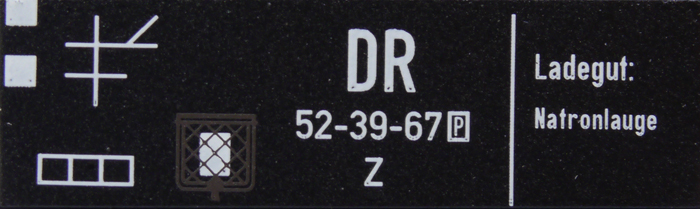 DR
52-39-67 P
Z
Ladegut:
Natronlauge